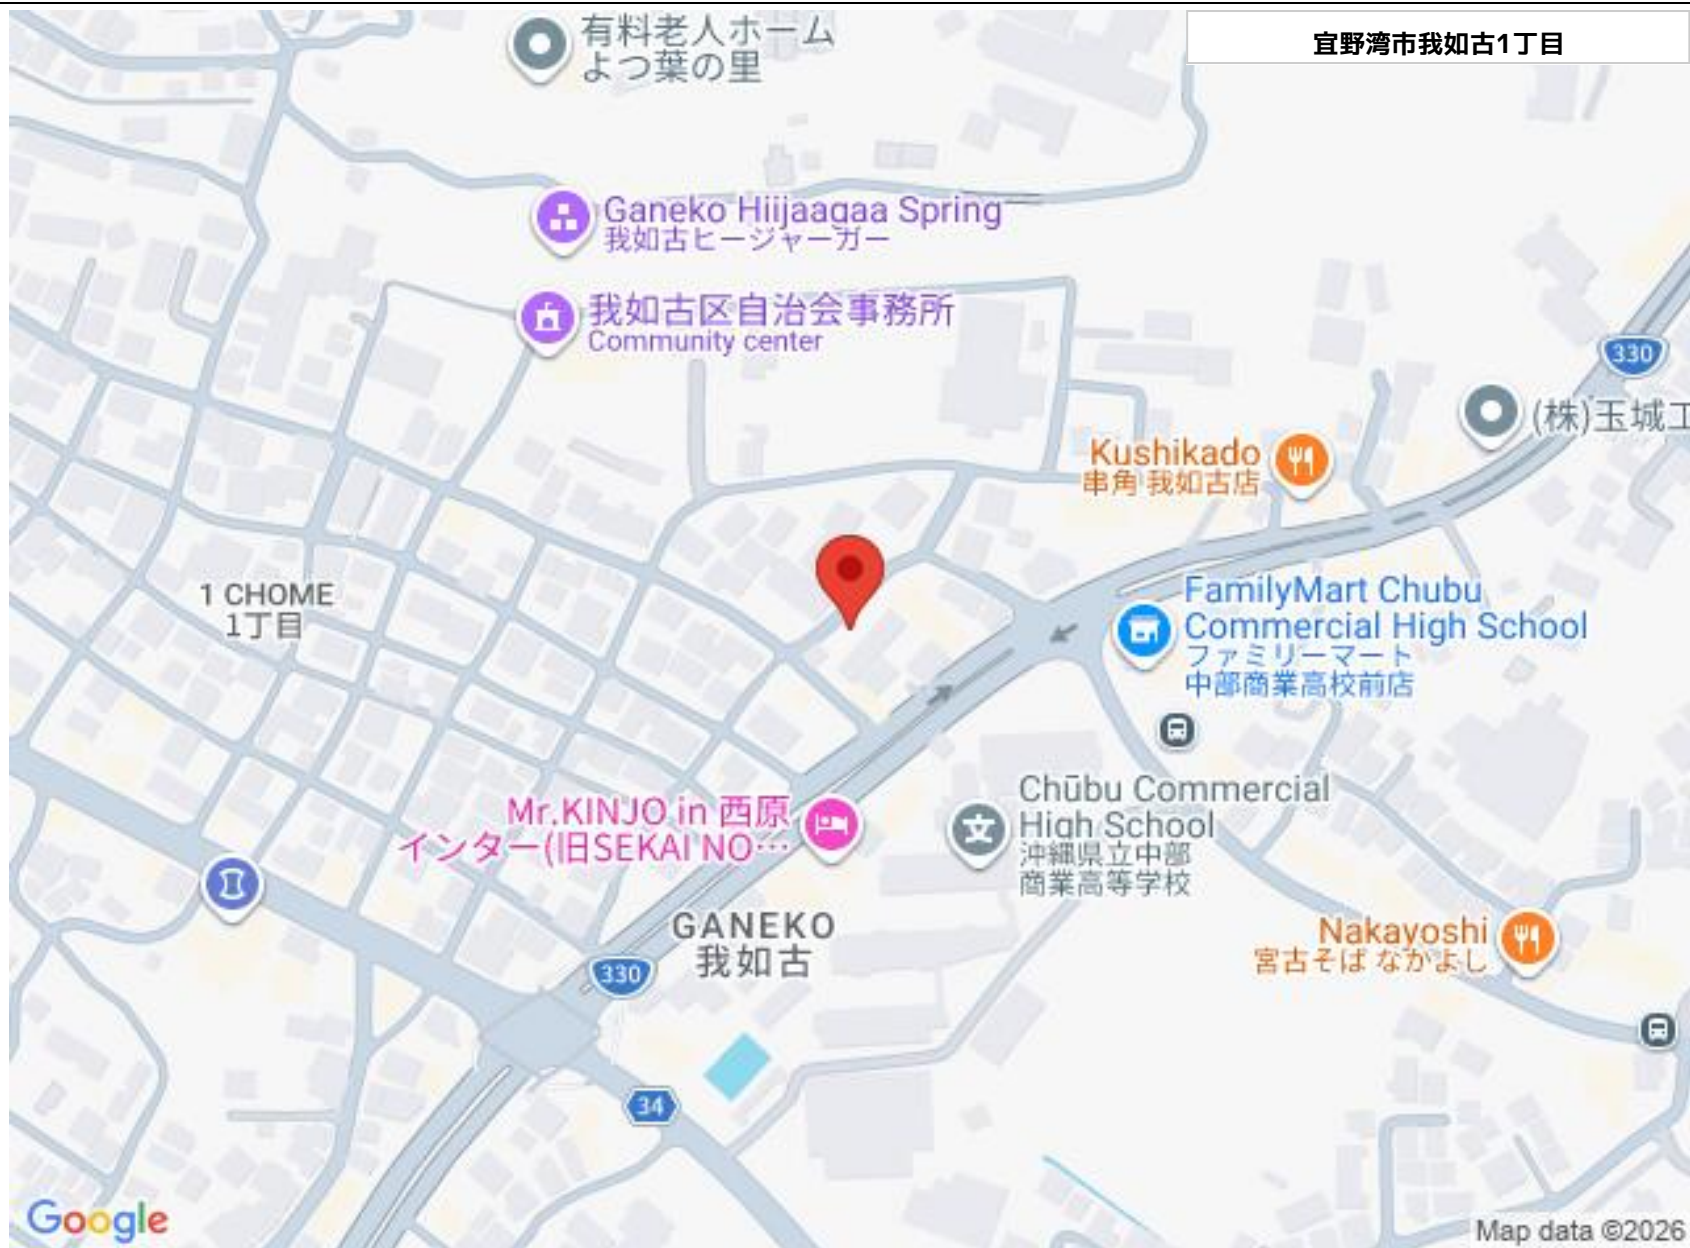 有料老人ホーム
よつ葉の里
宜野湾市我如古1丁目
Ganeko Hiijaagaa Spring
我如古ヒージャーガー
我如古区自治会事務所
Community center
330
(株)玉城工
Kushikado
串角 我如古店
1 CHOME
1丁目
FamilyMart Chubu
Commercial High School
ファミリーマート
中部商業高校前店
Mr.KINJO in 西原
インター(旧SEKAI NO…
Chūbu Commercial
High School
沖縄県立中部
商業高等学校
GANEKO
我如古
330
Nakayoshi
宮古そば なかよし
34
Google
Map data ©2026